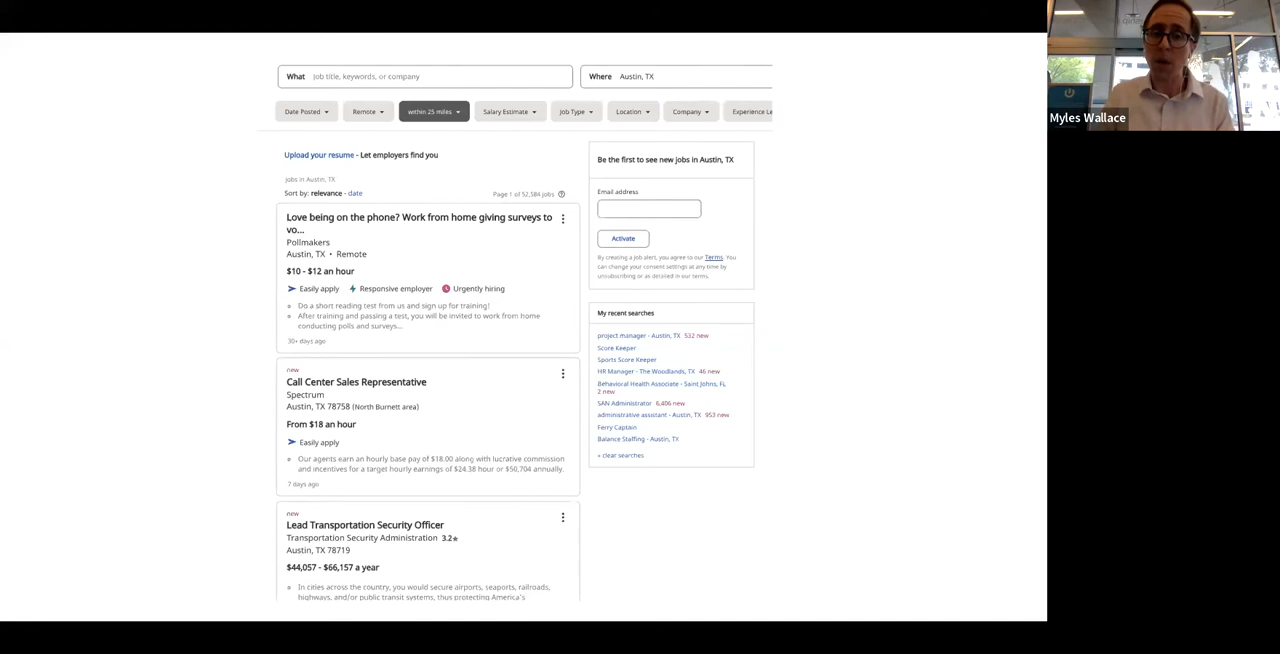 What Job title, keywords, or company
Where Austin, TX
Date Posted Remote within 25 miles Salary Estimate Job Type Location Company Experience Le
Upload your resume - Let employers find you
Jobs in Austin, TX
Sort by: relevance - date
Page 1 of 52,584 jobs
Love being on the phone? Work from home giving surveys to
vo...
Pollmakers
Austin, TX • Remote
$10 - $12 an hour
Easily apply Responsive employer Urgently hiring
Do a short reading test from us and sign up for training!
After training and passing a test, you will be invited to work from home
conducting polls and surveys...
30+ days ago
new
Call Center Sales Representative
Spectrum
Austin, TX 78758 (North Burnett area)
From $18 an hour
Easily apply
Our agents earn an hourly base pay of $18.00 along with lucrative commission
and incentives for a target hourly earnings of $24.38 hour or $50,704 annually.
7 days ago
new
Lead Transportation Security Officer
Transportation Security Administration 3.2★
Austin, TX 78719
$44,057 - $66,157 a year
In cities across the country, you would secure airports, seaports, railroads,
highways, and/or public transit systems, thus protecting America's
Be the first to see new jobs in Austin, TX
Email address
Activate
By creating a job alert, you agree to our Terms. You
can change your consent settings at any time by
unsubscribing or as detailed in our terms.
My recent searches
project manager - Austin, TX 532 new
Score Keeper
Sports Score Keeper
HR Manager - The Woodlands, TX 46 new
Behavioral Health Associate - Saint Johns, FL
2 new
SAN Administrator 6,406 new
administrative assistant - Austin, TX 953 new
Ferry Captain
Balance Staffing - Austin, TX
» clear searches
Myles Wallace